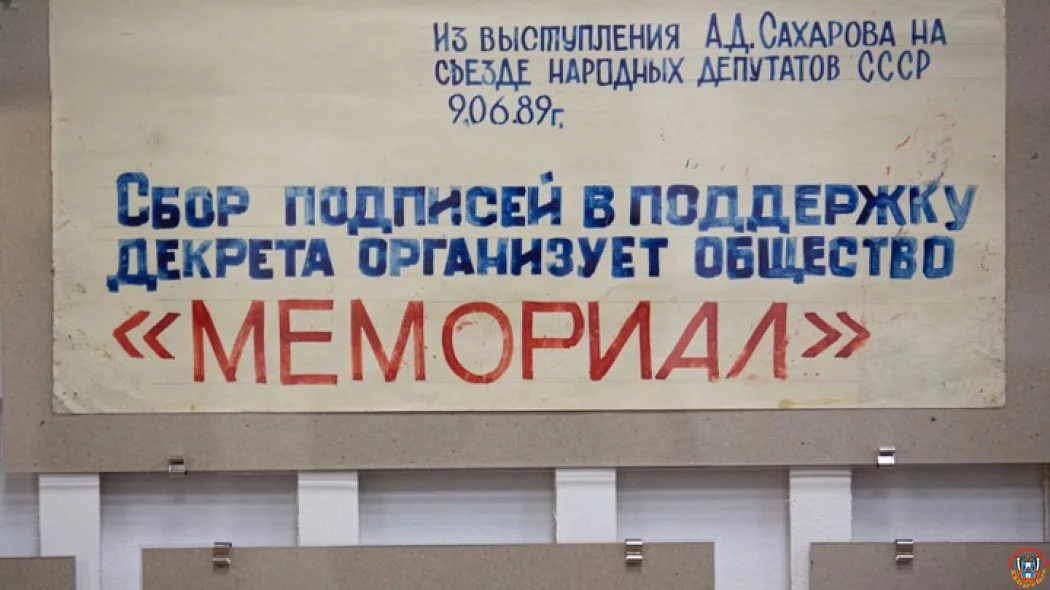 Из выступления А.Д. Сахарова на
съезде народных депутатов СССР
9.06.89г.
Сбор подписей в поддержку
декрета организует общество
«МЕМОРИАЛ»